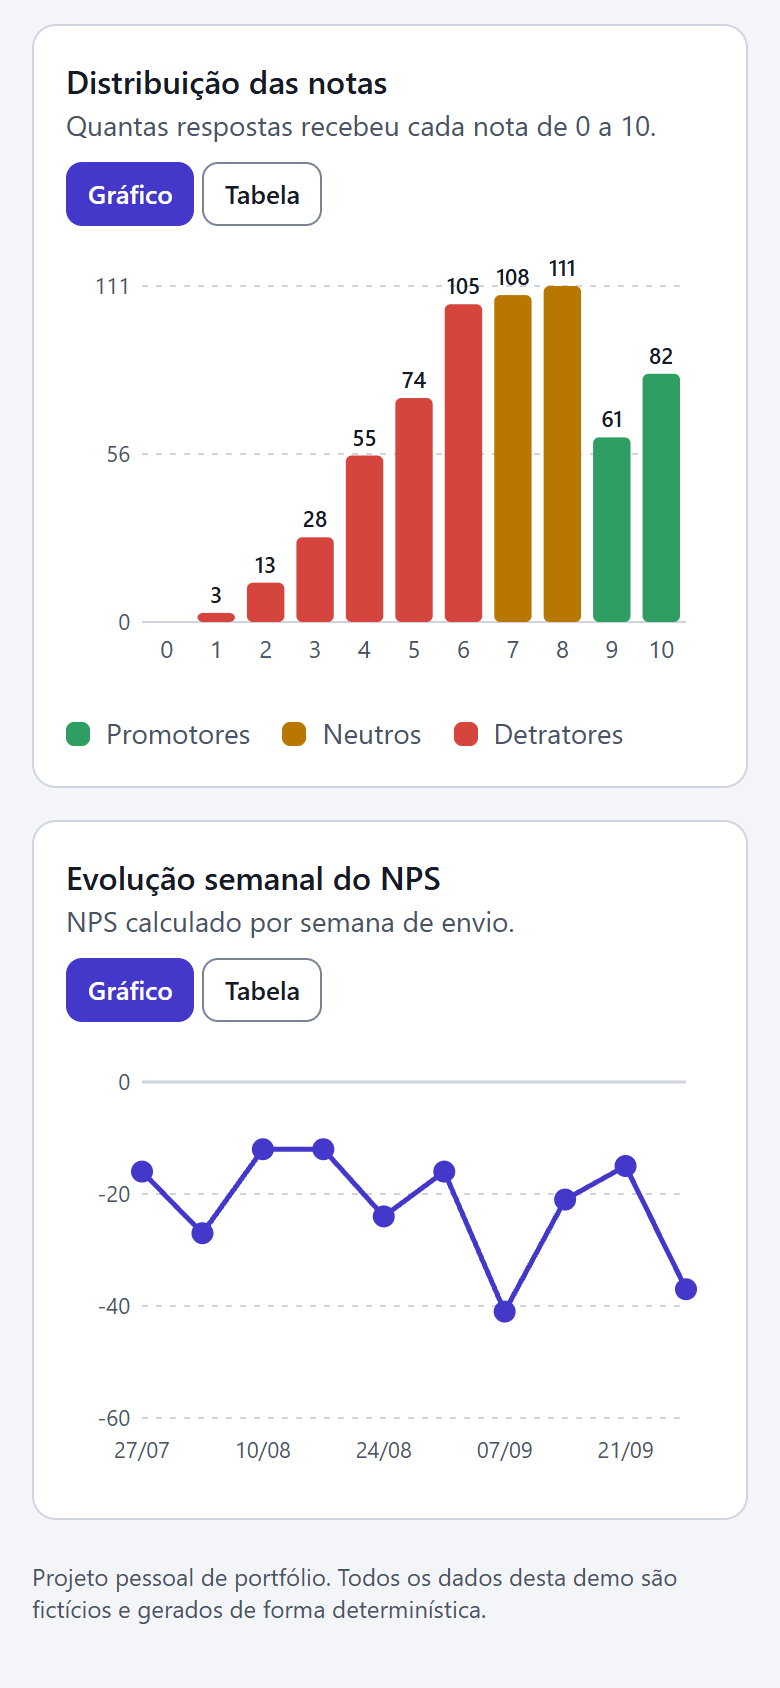 Distribuição das notas
Quantas respostas recebeu cada nota de 0 a 10.
Gráfico Tabela
111
56
0
3 13 28 55 74 105 108 111 61 82
0 1 2 3 4 5 6 7 8 9 10
Promotores Neutros Detratores
Evolução semanal do NPS
NPS calculado por semana de envio.
Gráfico Tabela
0
-20
-40
-60
27/07 10/08 24/08 07/09 21/09
Projeto pessoal de portfólio. Todos os dados desta demo são
fictícios e gerados de forma determinística.